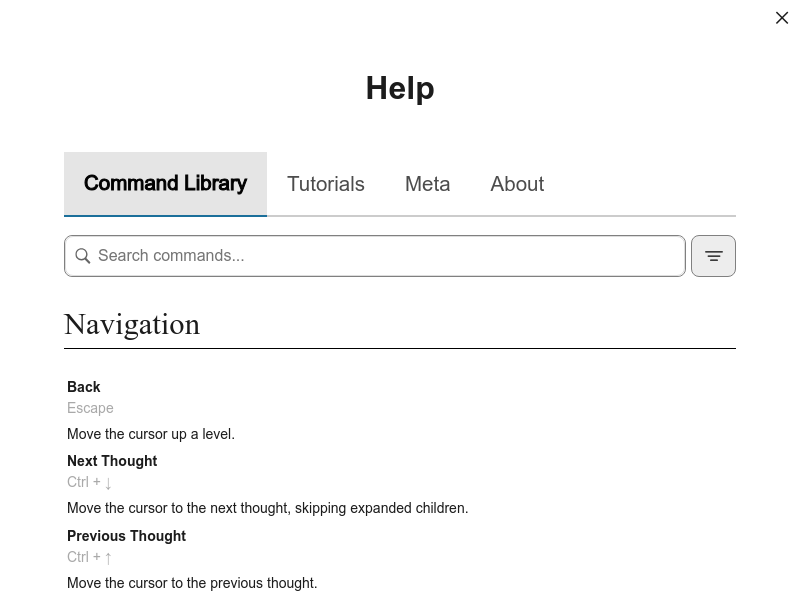 Help
Command Library Tutorials Meta About
Search commands...
Navigation
Back
Escape
Move the cursor up a level.
Next Thought
Ctrl + ↓
Move the cursor to the next thought, skipping expanded children.
Previous Thought
Ctrl + ↑
Move the cursor to the previous thought.